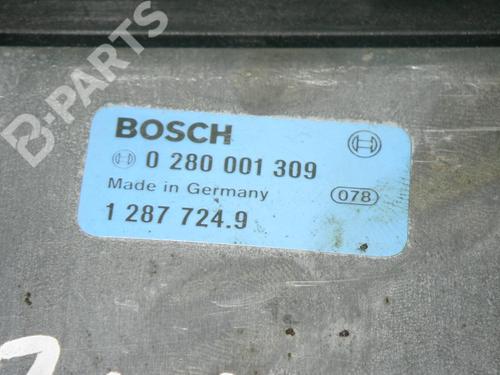 B-PARTS
BOSCH
0 280 001 309
Made in Germany
078
1 287 724.9